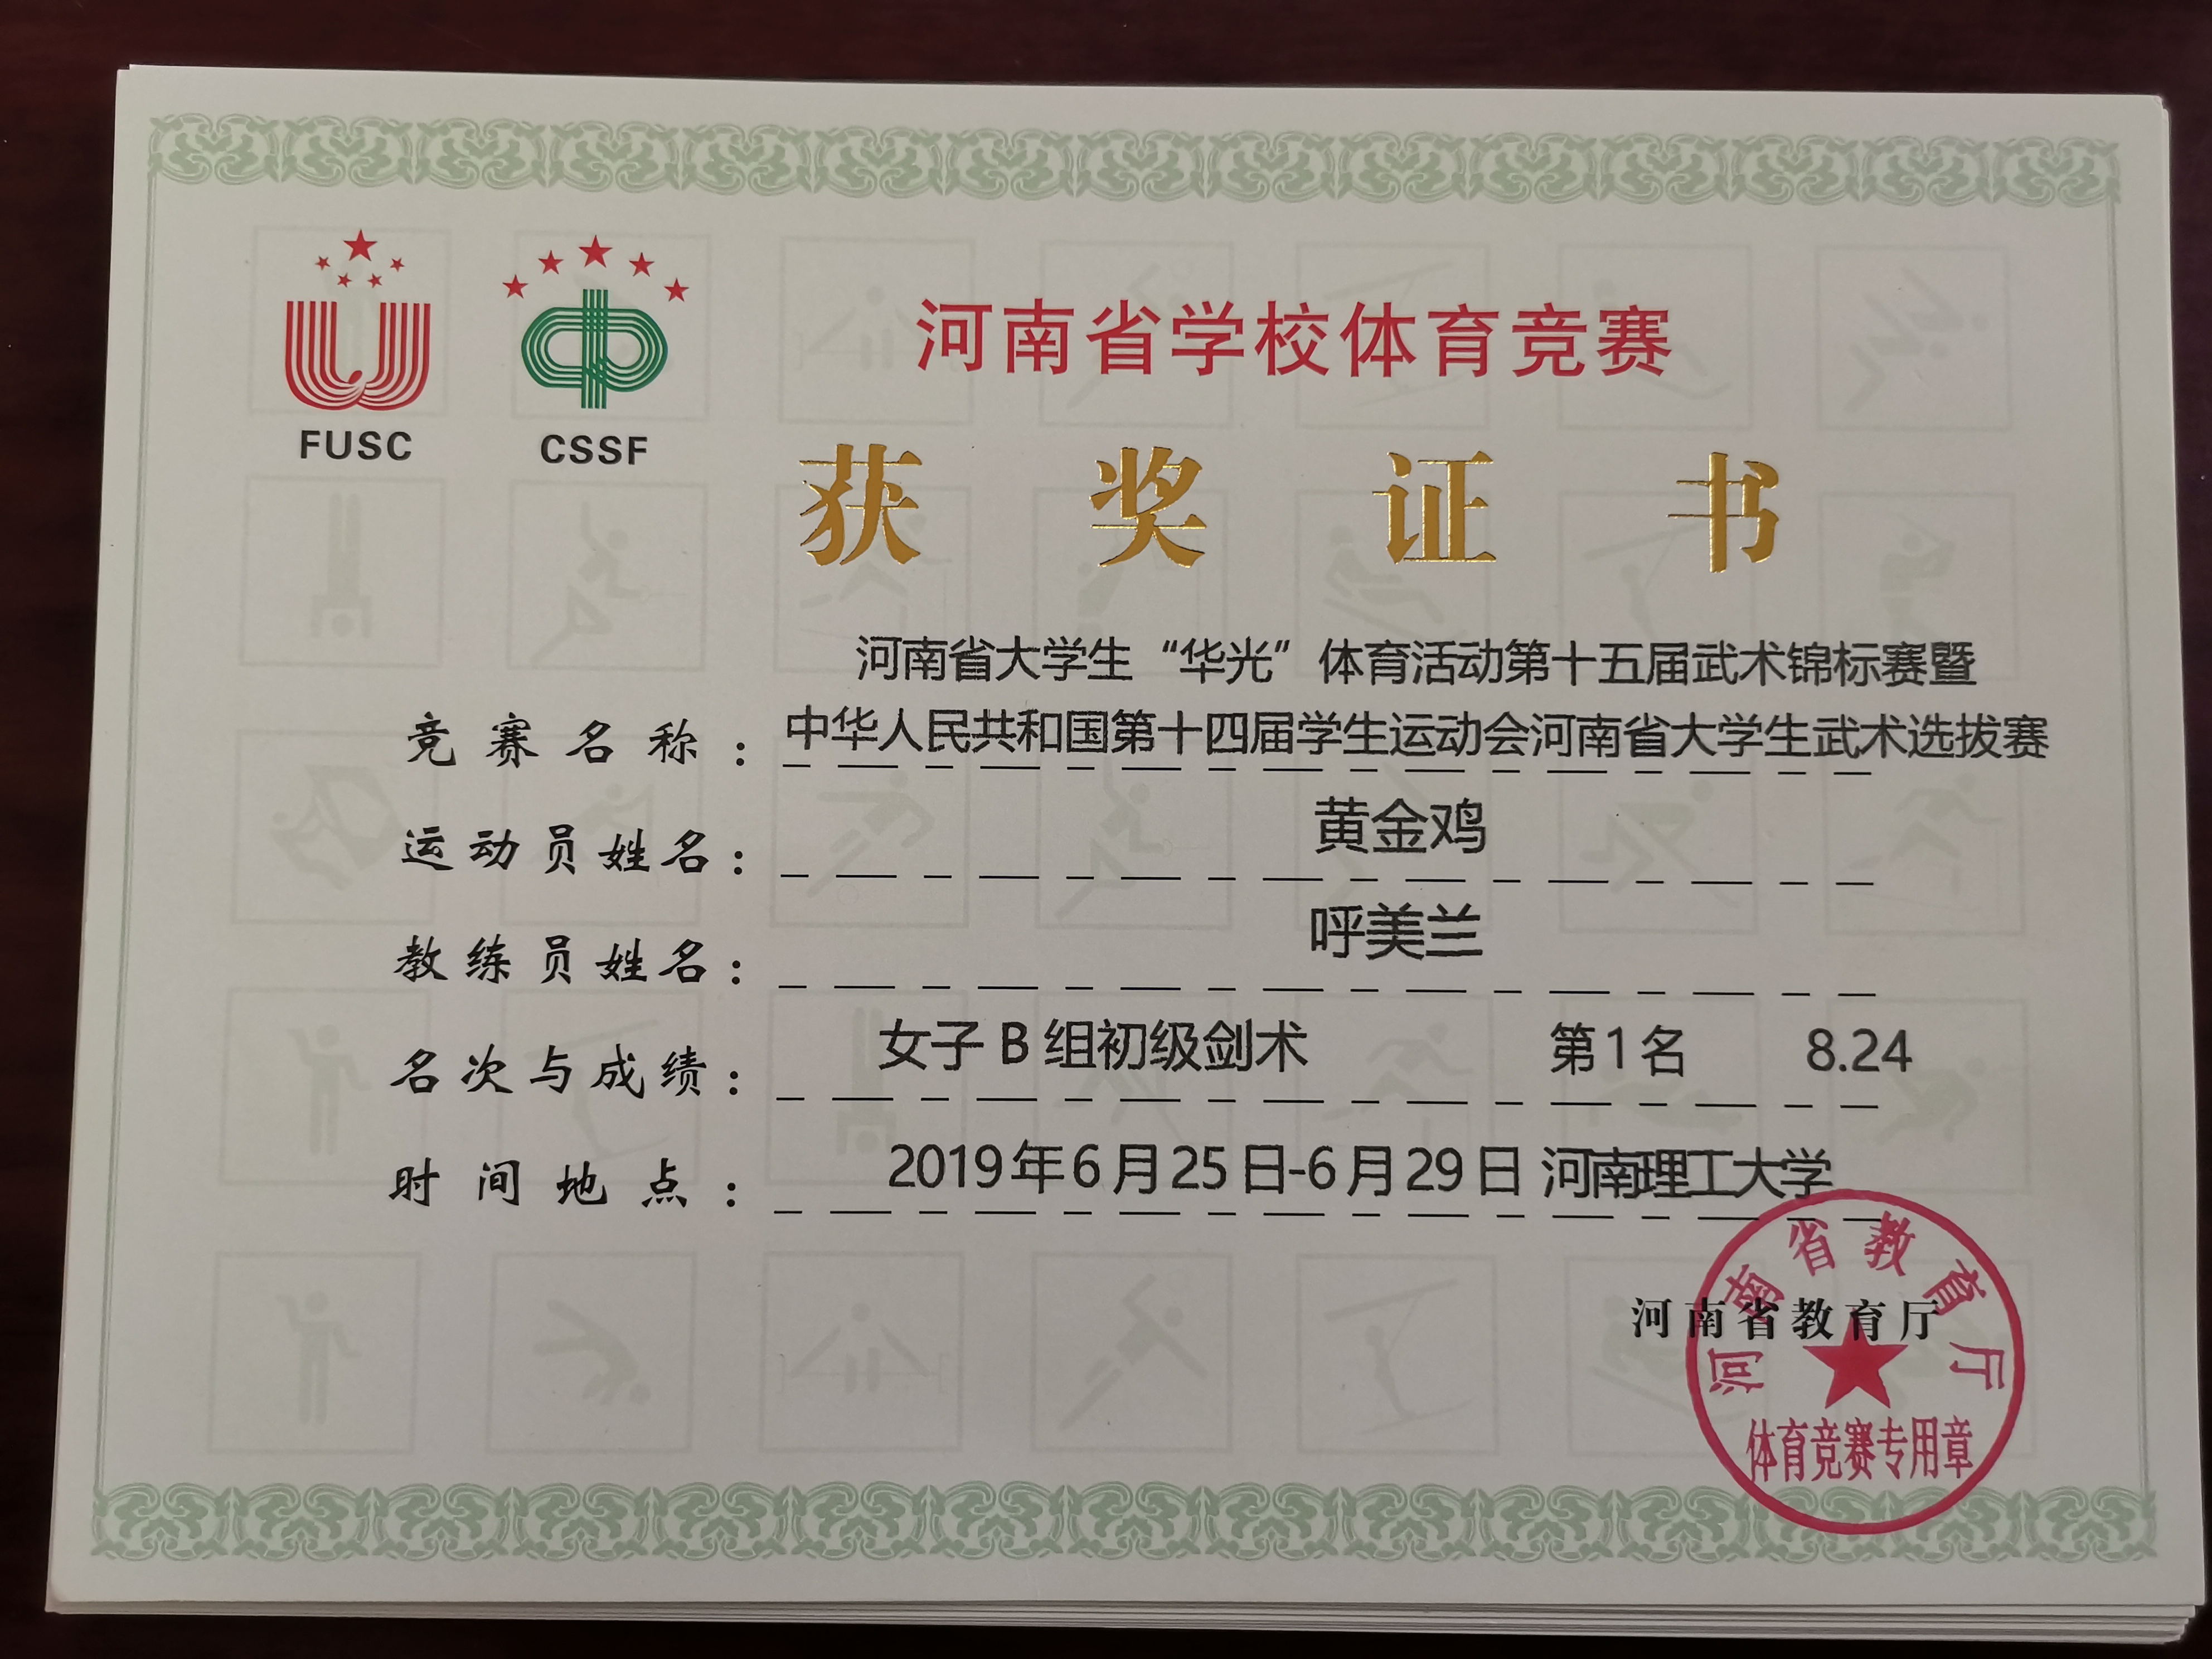 FUSC
CSSF
河南省学校体育竞赛
获奖证书
河南省大学生“华光”体育活动第十五届武术锦标赛暨
竞赛名称：中华人民共和国第十四届学生运动会河南省大学生武术选拔赛
运动员姓名：黄金鸡
教练员姓名：呼美兰
名次与成绩：女子B组初级剑术 第1名 8.24
时间地点：2019年6月25日-6月29日 河南理工大学
河南省教育厅
河南省教育厅
体育竞赛专用章